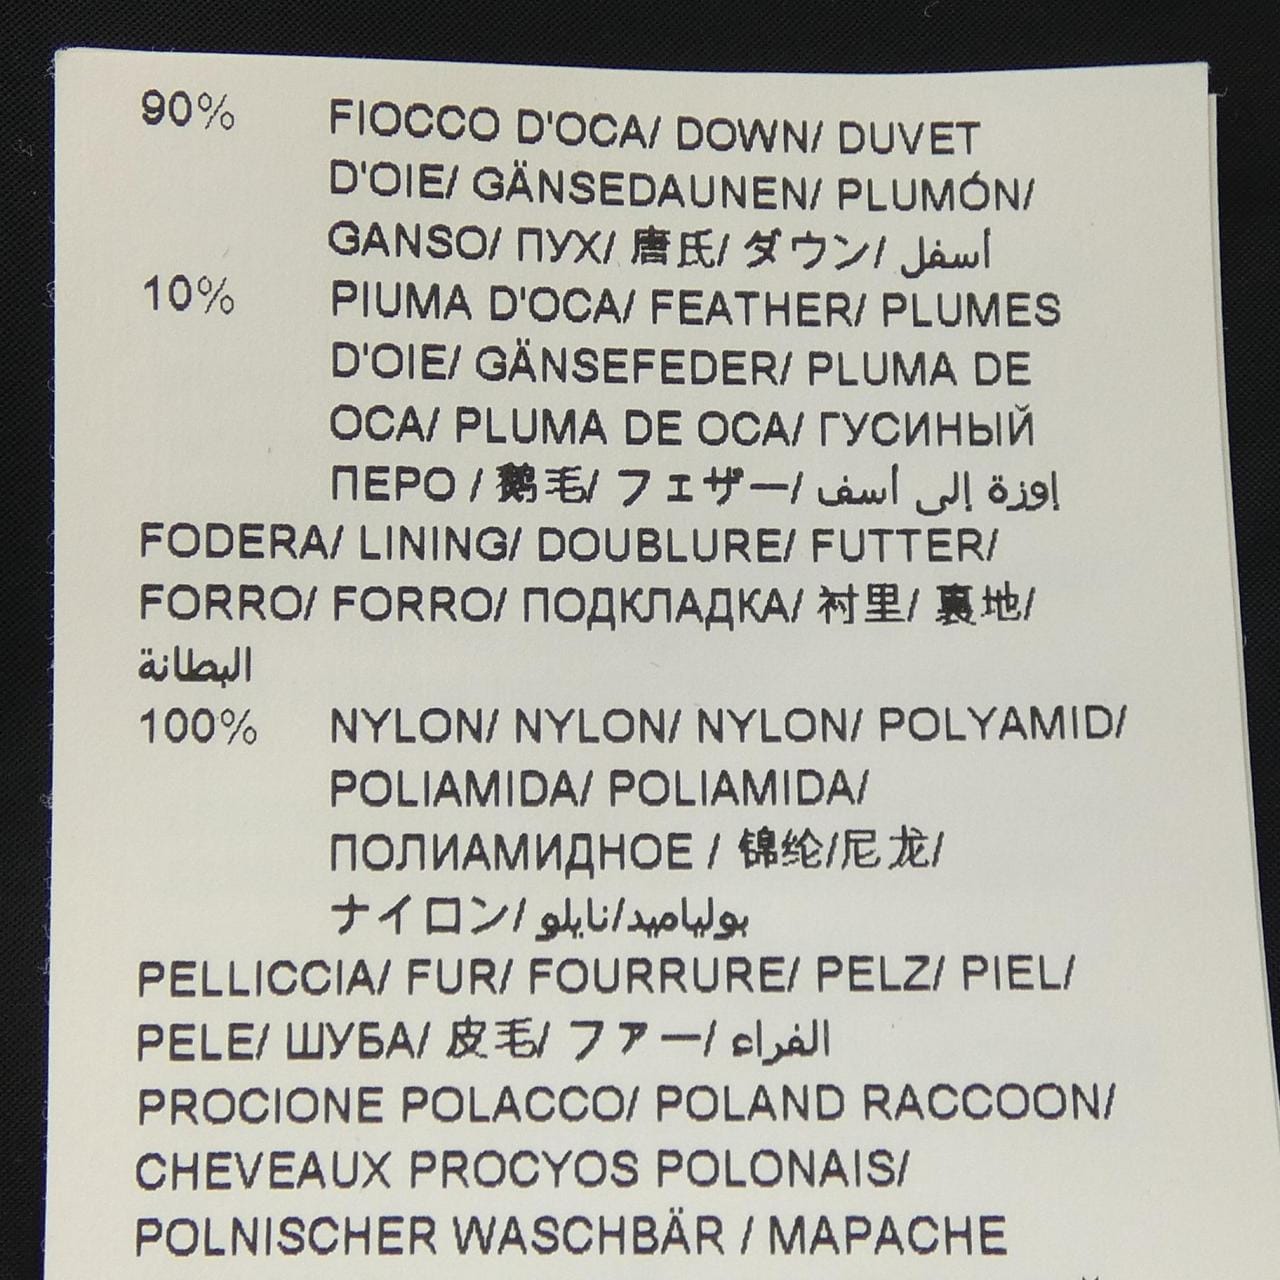 90% FIOCCO D'OCA/ DOWN/ DUVET
D'OIE/ GÄNSEDAUNEN/ PLUMÓN/
GANSO/ ПУХ/ 唐氏/ ダウン/ أسفل
10% PIUMA D'OCA/ FEATHER/ PLUMES
D'OIE/ GÄNSEFEDER/ PLUMA DE
OCA/ PLUMA DE OCA/ ГУСИНЫЙ
ПЕРО / 鹅毛/ フェザー/ إوزة إلى أسف
FODERA/ LINING/ DOUBLURE/ FUTTER/
FORRO/ FORRO/ ПОДКЛАДКА/ 衬里/ 裏地/
البطانة
100% NYLON/ NYLON/ NYLON/ POLYAMID/
POLIAMIDA/ POLIAMIDA/
ПОЛИАМИДНОЕ / 锦纶/尼龙/
ナイロン/ بولياميد/نايلو
PELLICCIA/ FUR/ FOURRURE/ PELZ/ PIEL/
PELE/ ШУБА/ 皮毛/ ファー/ الفراء
PROCIONE POLACCO/ POLAND RACCOON/
CHEVEAUX PROCYOS POLONAIS/
POLNISCHER WASCHBÄR / MAPACHE